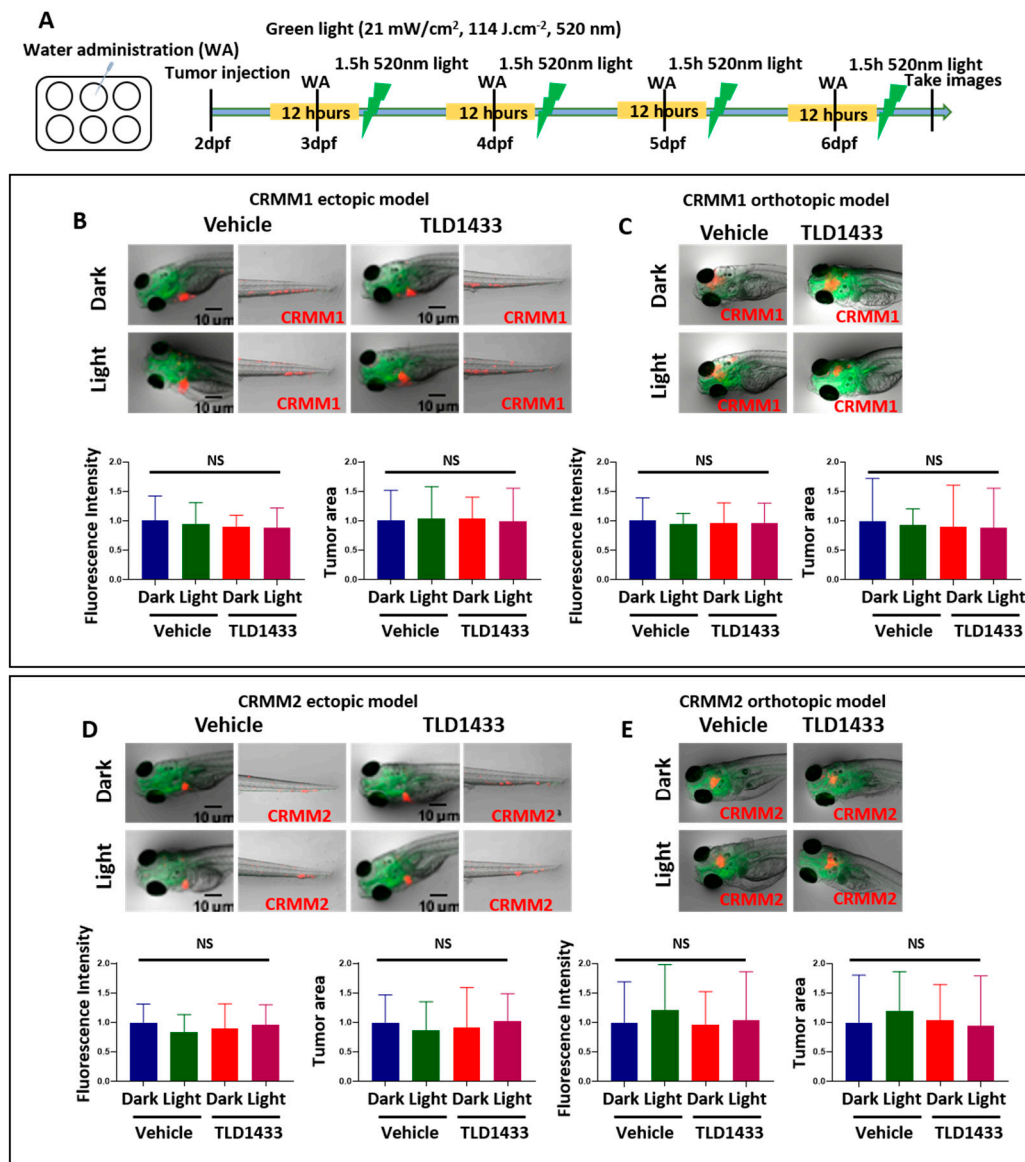 A
Green light (21 mW/cm², 114 J.cm⁻², 520 nm)
Water administration (WA)
Tumor injection
WA
1.5h 520nm light
WA
1.5h 520nm light
WA
1.5h 520nm light
WA
1.5h 520nm light
Take images
12 hours
12 hours
12 hours
12 hours
2dpf
3dpf
4dpf
5dpf
6dpf
CRMM1 ectopic model
B
Vehicle
TLD1433
Dark
10 µm
CRMM1
10 µm
CRMM1
Light
10 µm
CRMM1
10 µm
CRMM1
CRMM1 orthotopic model
C
Vehicle
TLD1433
CRMM1
CRMM1
Dark
Light
CRMM1
CRMM1
Fluorescence Intensity
2.0
1.5
1.0
0.5
0.0
NS
Dark Light Dark Light
Vehicle
TLD1433
Tumor area
2.0
1.5
1.0
0.5
0.0
NS
Dark Light Dark Light
Vehicle
TLD1433
Fluorescence Intensity
2.0
1.5
1.0
0.5
0.0
NS
Dark Light Dark Light
Vehicle
TLD1433
Tumor area
2.0
1.5
1.0
0.5
0.0
NS
Dark Light Dark Light
Vehicle
TLD1433
CRMM2 ectopic model
D
Vehicle
TLD1433
Dark
10 µm
CRMM2
10 µm
CRMM2
Light
10 µm
CRMM2
10 µm
CRMM2
CRMM2 orthotopic model
E
Vehicle
TLD1433
Dark
CRMM2
CRMM2
Light
CRMM2
CRMM2
Fluorescence Intensity
2.0
1.5
1.0
0.5
0.0
NS
Dark Light Dark Light
Vehicle
TLD1433
Tumor area
2.0
1.5
1.0
0.5
0.0
NS
Dark Light Dark Light
Vehicle
TLD1433
Fluorescence Intensity
2.0
1.5
1.0
0.5
0.0
NS
Dark Light Dark Light
Vehicle
TLD1433
Tumor area
2.0
1.5
1.0
0.5
0.0
NS
Dark Light Dark Light
Vehicle
TLD1433